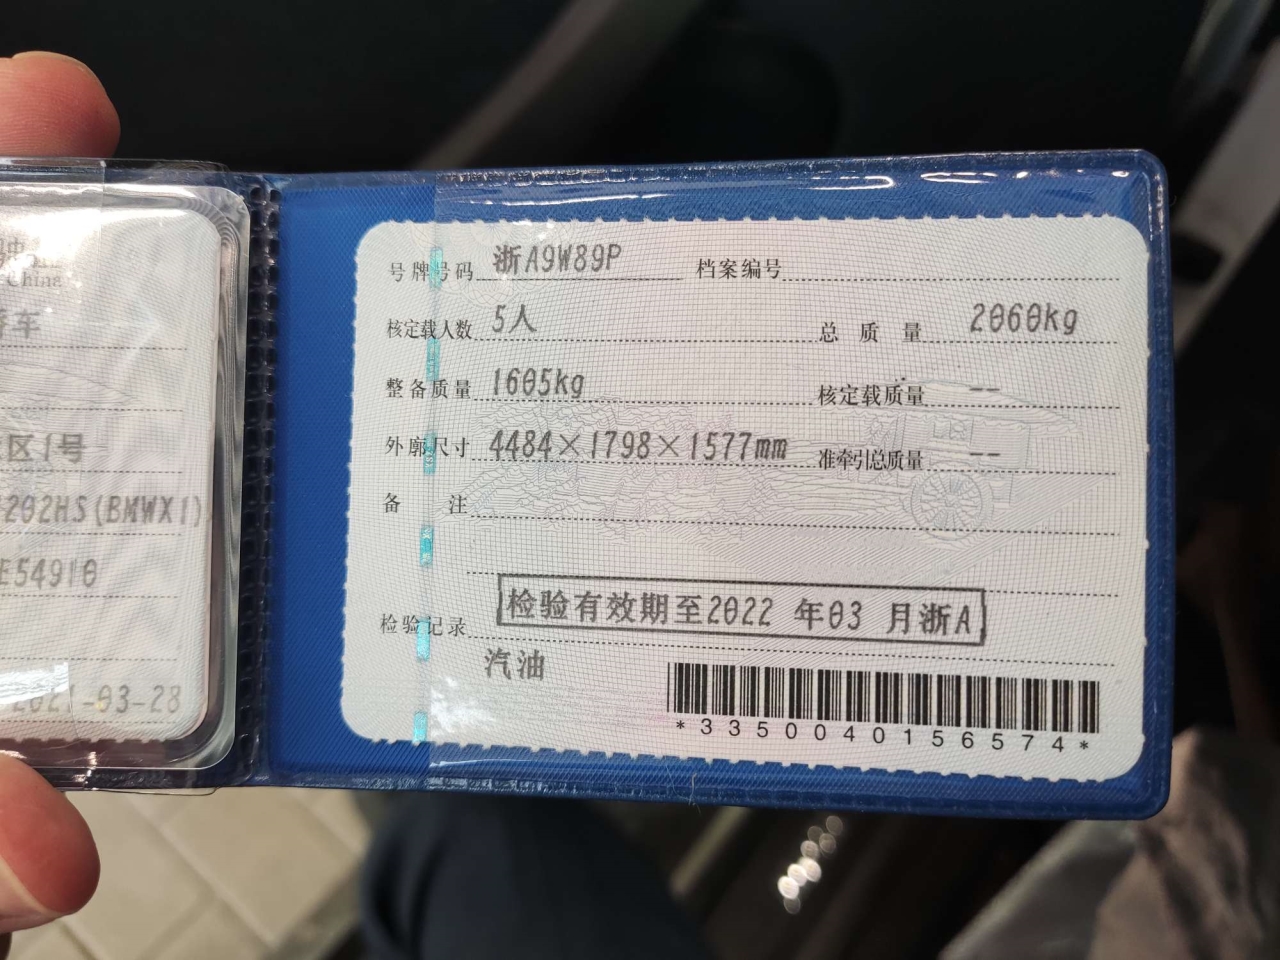 China
车
区1号
202HS(BMWX1)
E54910
2021-03-28
号牌号码 浙A9W89P 档案编号
核定载人数 5人 总质量 2060kg
整备质量 1605kg 核定载质量 --
外廓尺寸 4484×1798×1577mm 准牵引总质量 --
备注
检验有效期至2022 年03 月浙A
检验记录
汽油
*3350040156574*